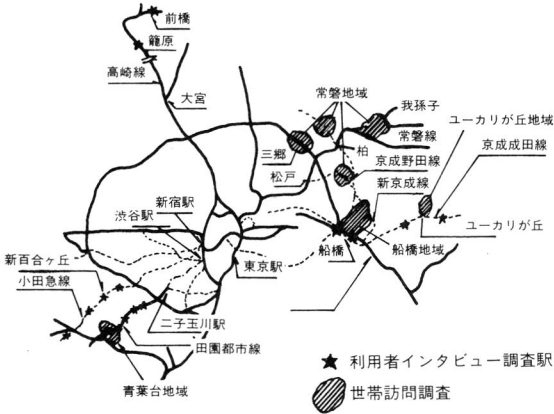 前橋
籠原
高崎線
大宮
常磐地域
我孫子
ユーカリが丘地域
常磐線
京成成田線
三郷
柏
京成野田線
松戸
新京成線
新宿駅
渋谷駅
ユーカリが丘
船橋
船橋地域
新百合ヶ丘
東京駅
小田急線
二子玉川駅
田園都市線
青葉台地域
利用者インタビュー調査駅
世帯訪問調査